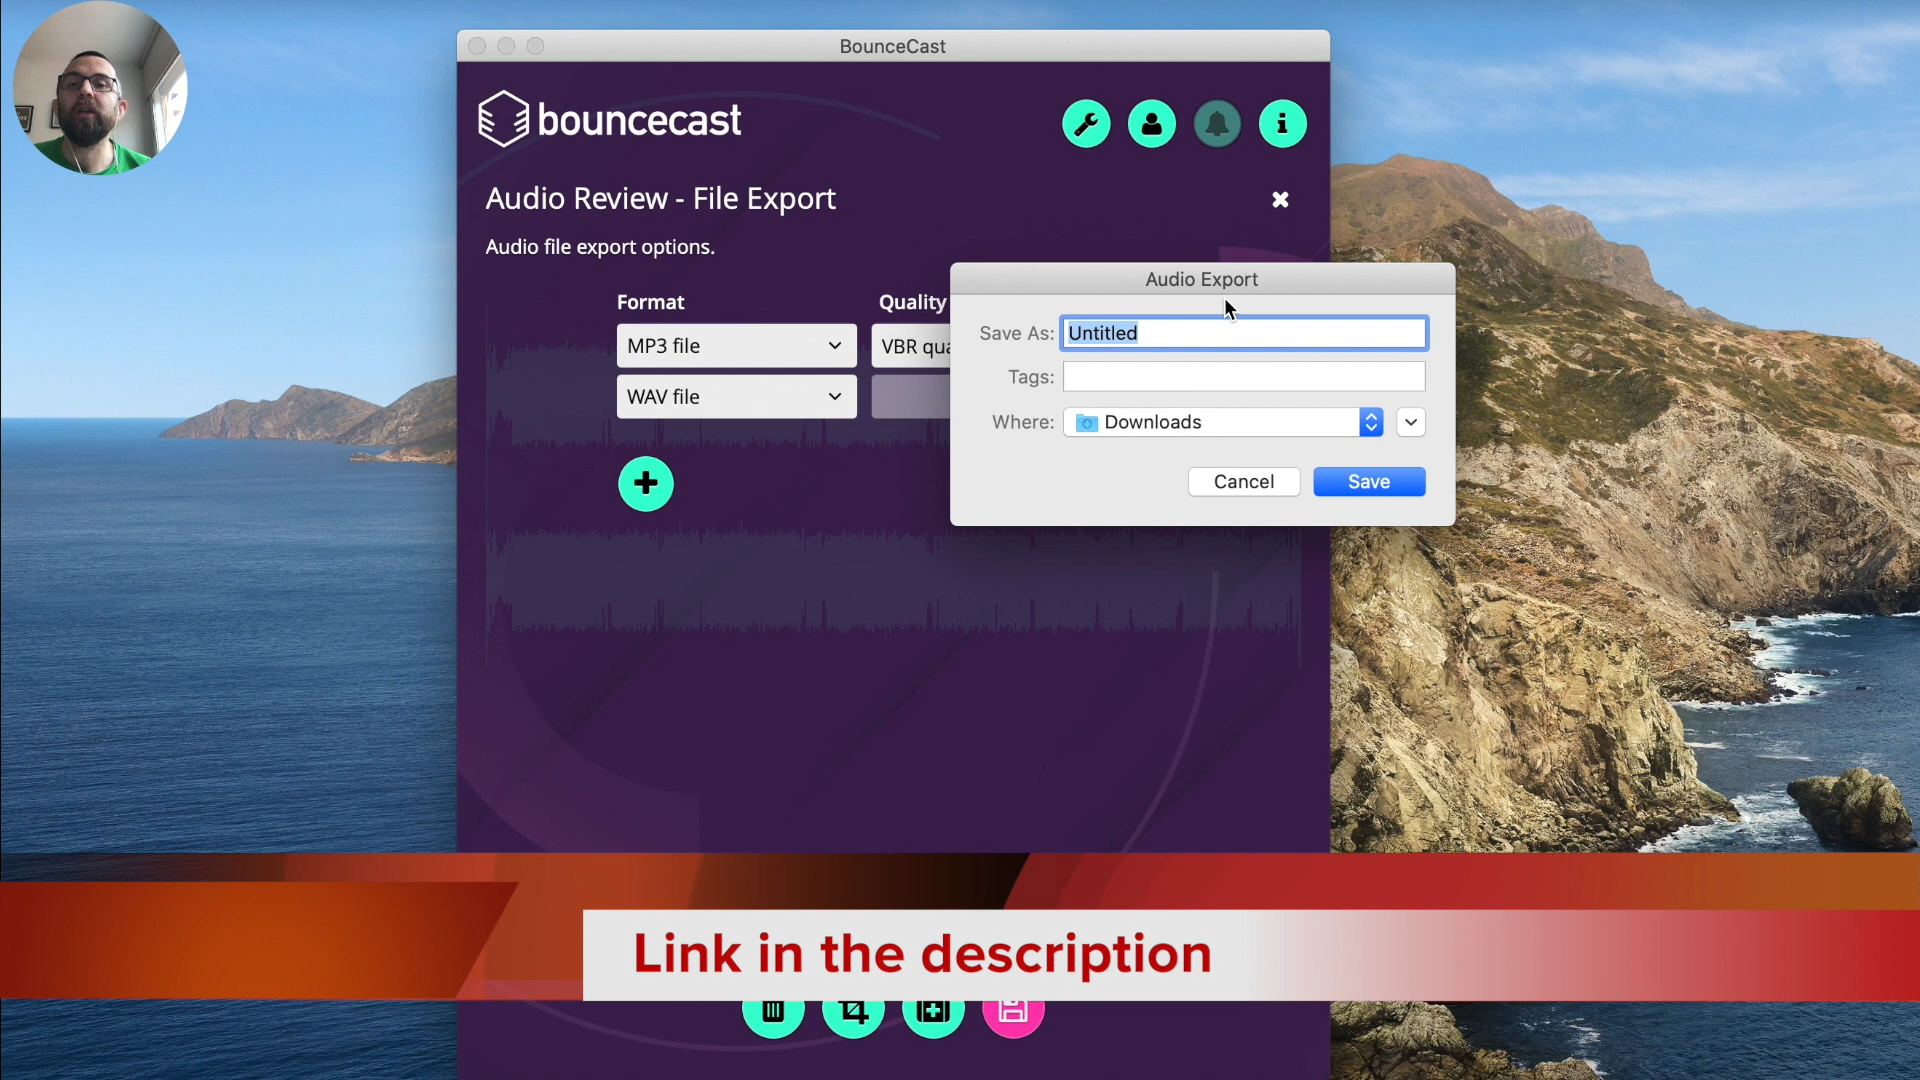 BounceCast
bouncecast
Audio Review - File Export
Audio file export options.
Audio Export
Format
Quality
Save As: Untitled
MP3 file
VBR qua
Tags:
WAV file
Where: Downloads
Cancel
Save
Link in the description